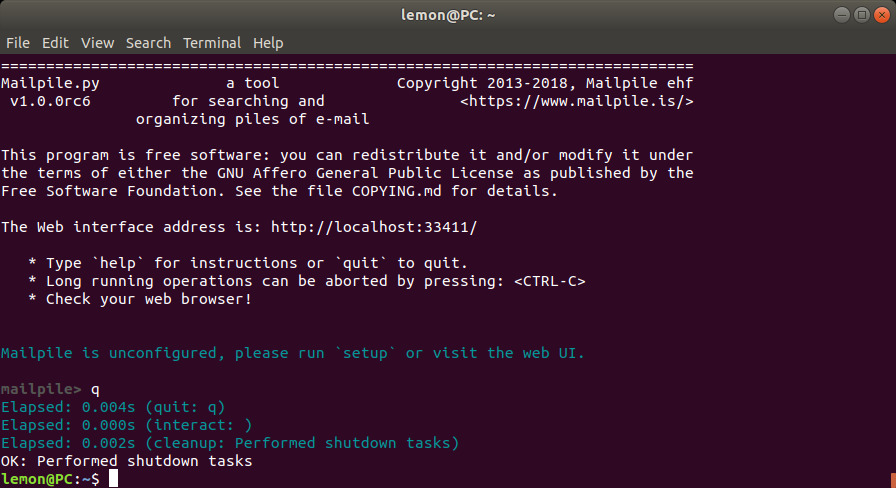 lemon@PC: ~
File Edit View Search Terminal Help
=============================================================================
Mailpile.py              a tool             Copyright 2013-2018, Mailpile ehf
 v1.0.0rc6         for searching and               <https://www.mailpile.is/>
               organizing piles of e-mail
This program is free software: you can redistribute it and/or modify it under
the terms of either the GNU Affero General Public License as published by the
Free Software Foundation. See the file COPYING.md for details.
The Web interface address is: http://localhost:33411/
   * Type `help` for instructions or `quit` to quit.
   * Long running operations can be aborted by pressing: <CTRL-C>
   * Check your web browser!
Mailpile is unconfigured, please run `setup` or visit the web UI.
mailpile> q
Elapsed: 0.004s (quit: q)
Elapsed: 0.000s (interact: )
Elapsed: 0.002s (cleanup: Performed shutdown tasks)
OK: Performed shutdown tasks
lemon@PC:~$